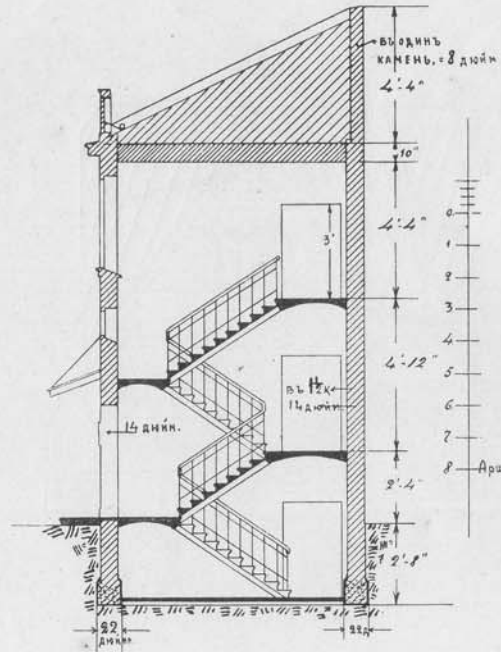 ВЪ ОДИНЪ
КАМЕНЬ, = 8 ДЮЙМ
4'-4"
10"
4'-4"
3'
0
1
2
3
4
5
6
7
8 Арш
4'-12"
ВЪ 1½ К
14 ДЮЙМ.
14 ДЮЙМ.
2'-4"
2'-8"
22
ДЮЙМ.
22 Д